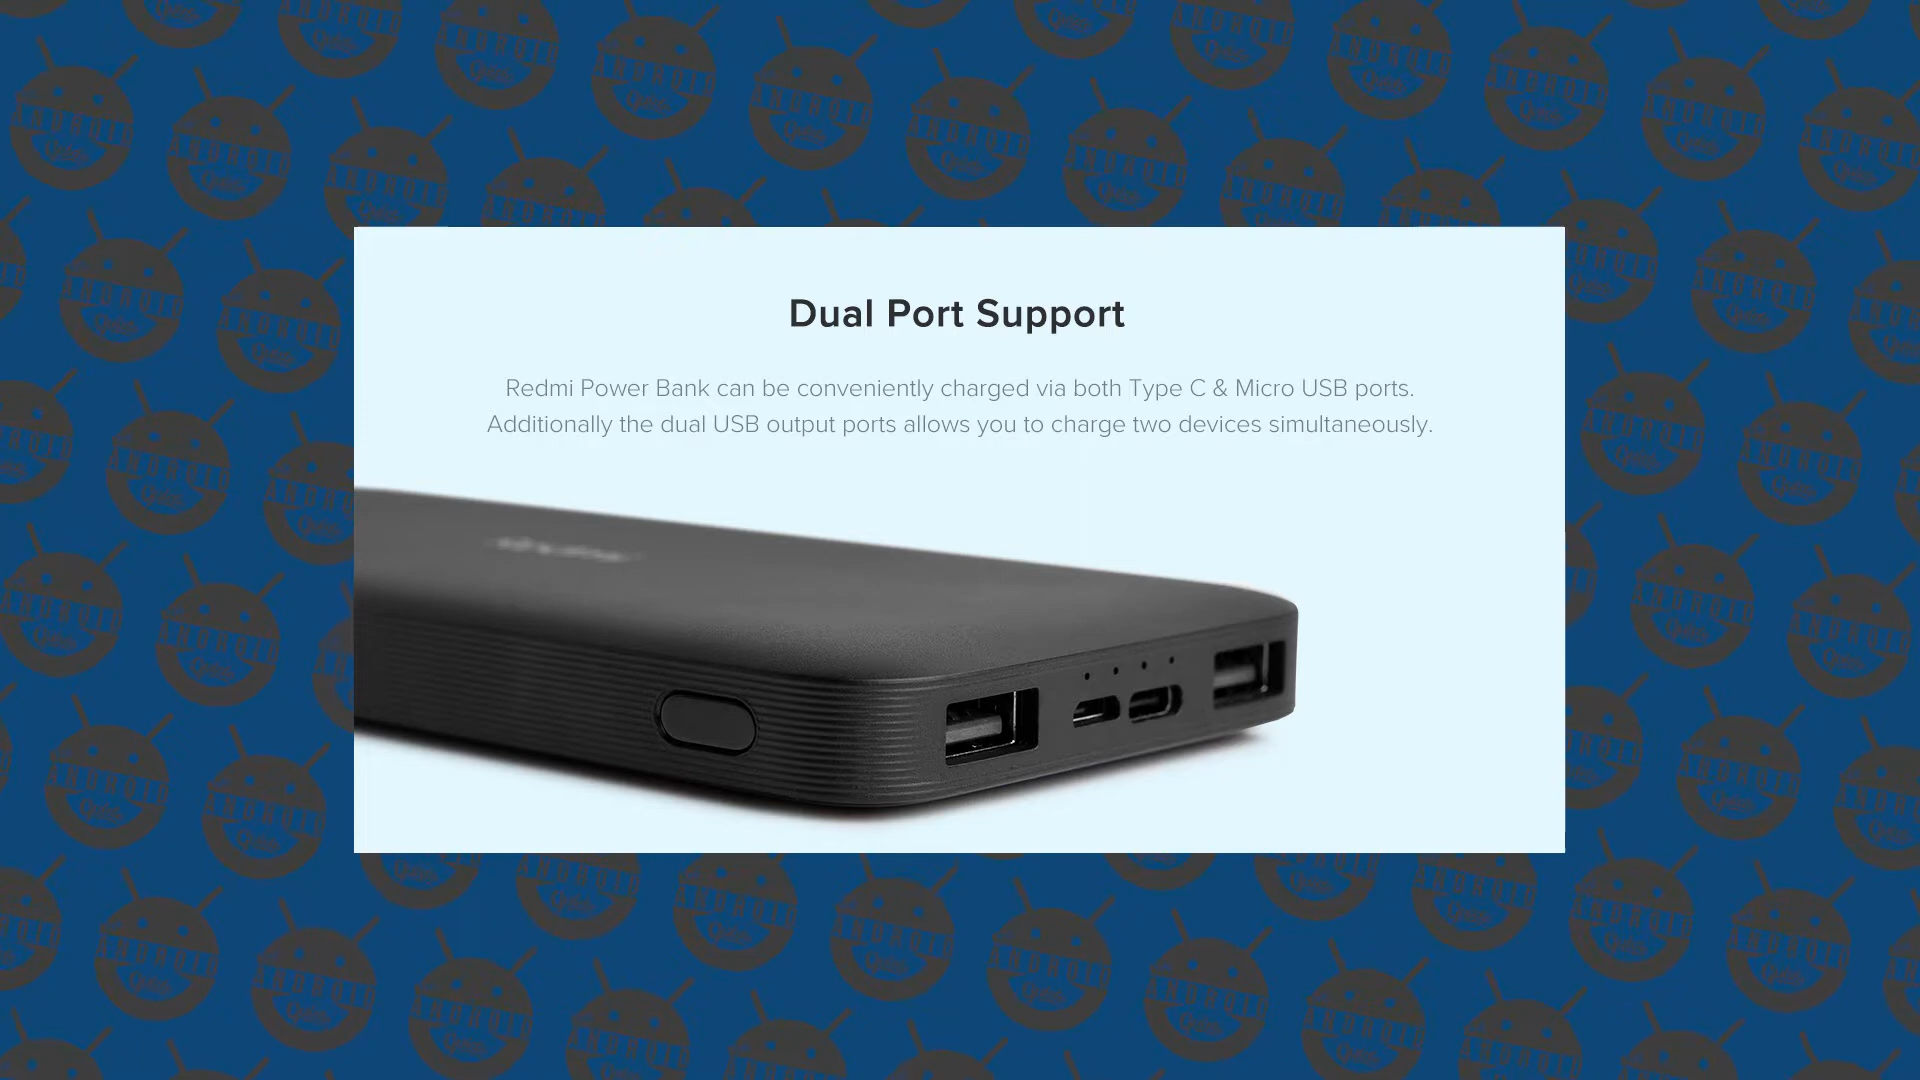 Dual Port Support
Redmi Power Bank can be conveniently charged via both Type C & Micro USB ports.
Additionally the dual USB output ports allows you to charge two devices simultaneously.